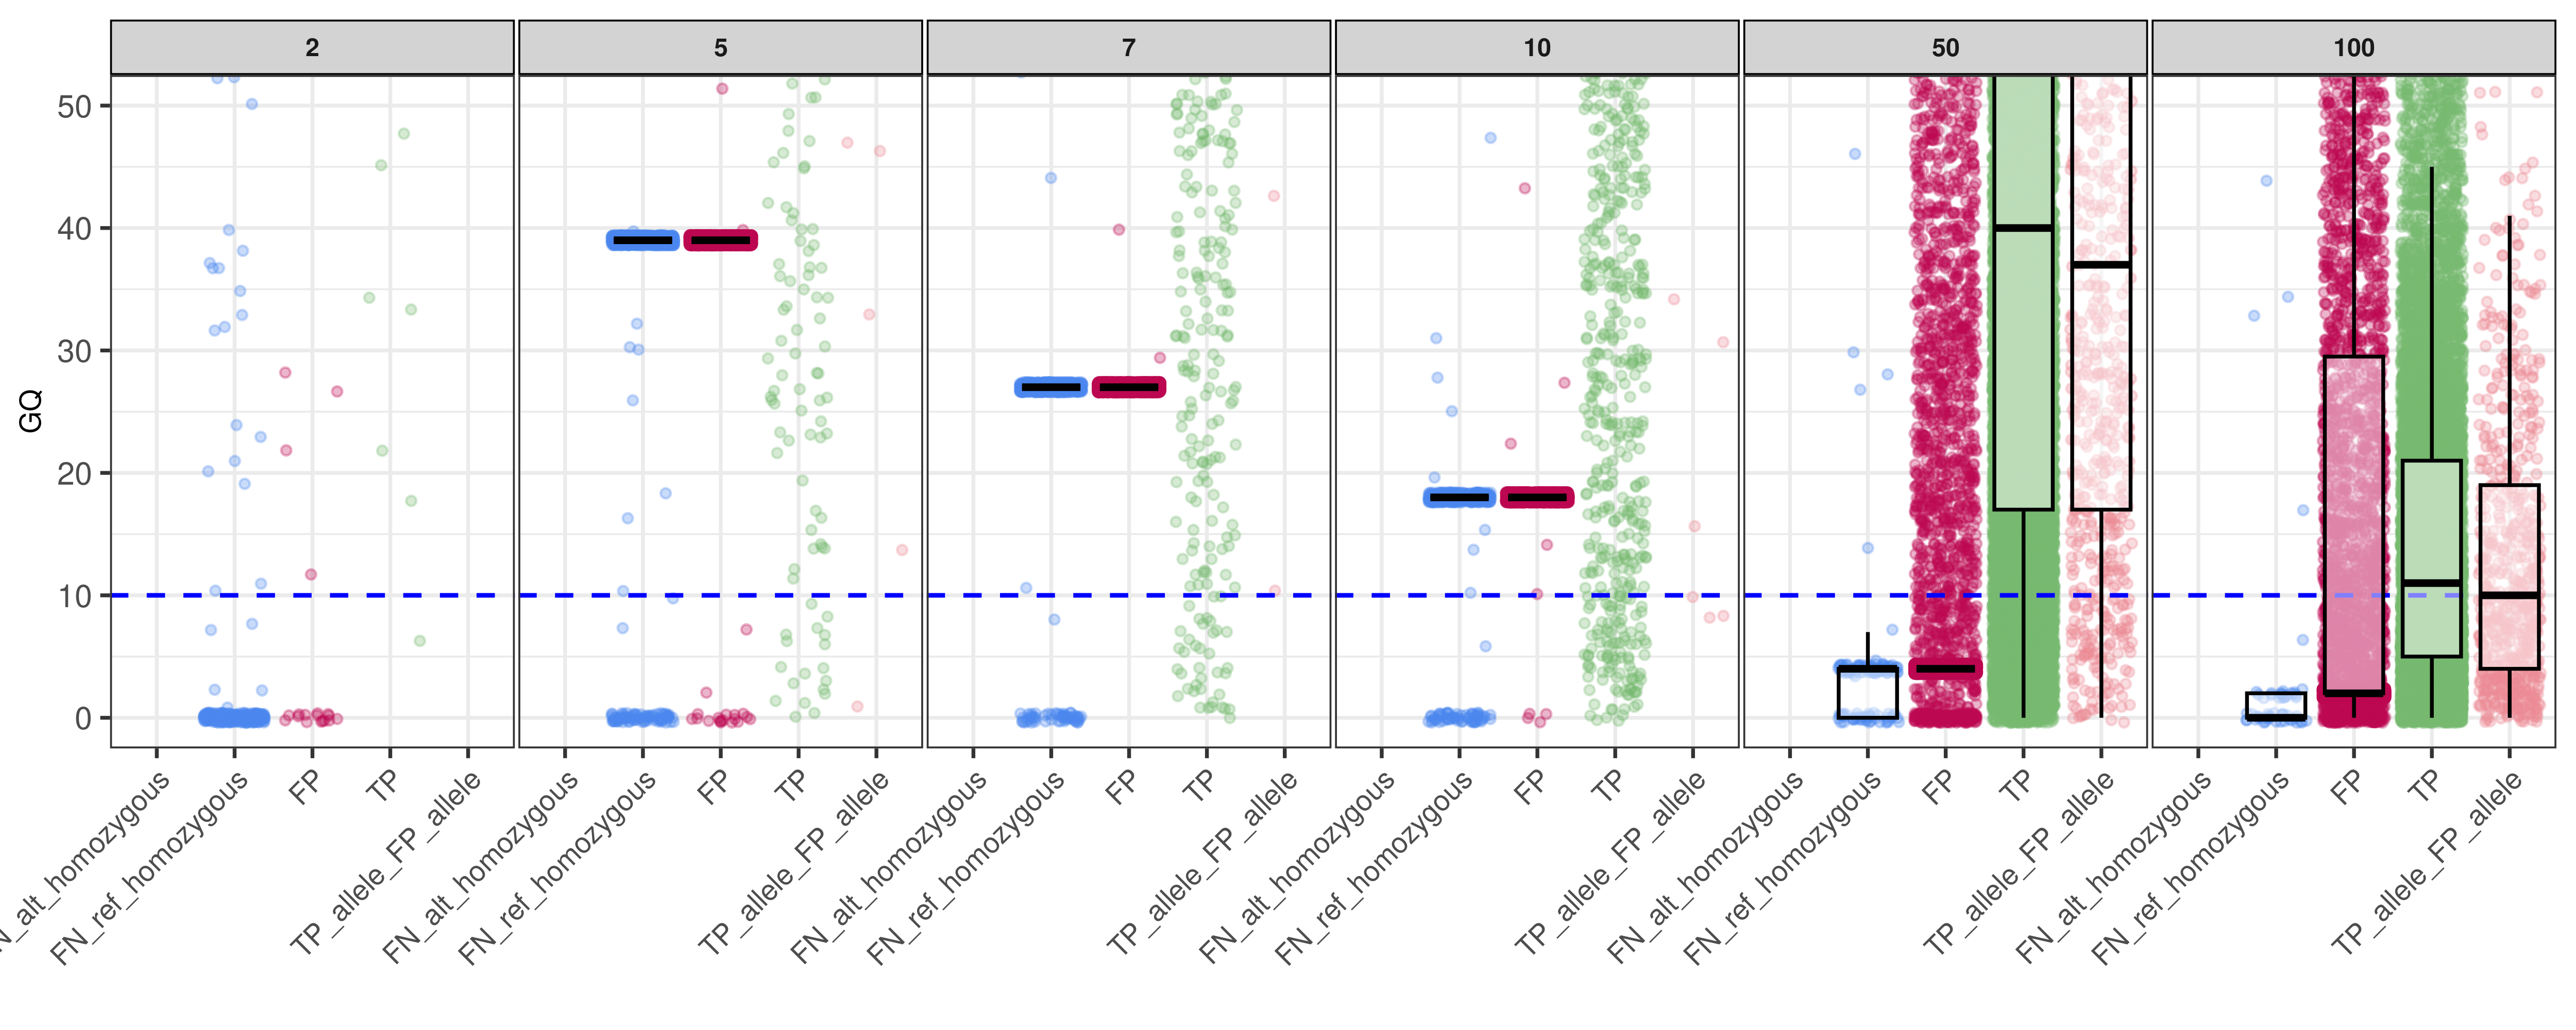 2 5 7 10 50 100
GQ
50
40
30
20
10
0
N_alt_homozygous FN_ref_homozygous FP TP TP_allele_FP_allele
FN_alt_homozygous FN_ref_homozygous FP TP TP_allele_FP_allele
FN_alt_homozygous FN_ref_homozygous FP TP TP_allele_FP_allele
FN_alt_homozygous FN_ref_homozygous FP TP TP_allele_FP_allele
FN_alt_homozygous FN_ref_homozygous FP TP TP_allele_FP_allele
FN_alt_homozygous FN_ref_homozygous FP TP TP_allele_FP_allele